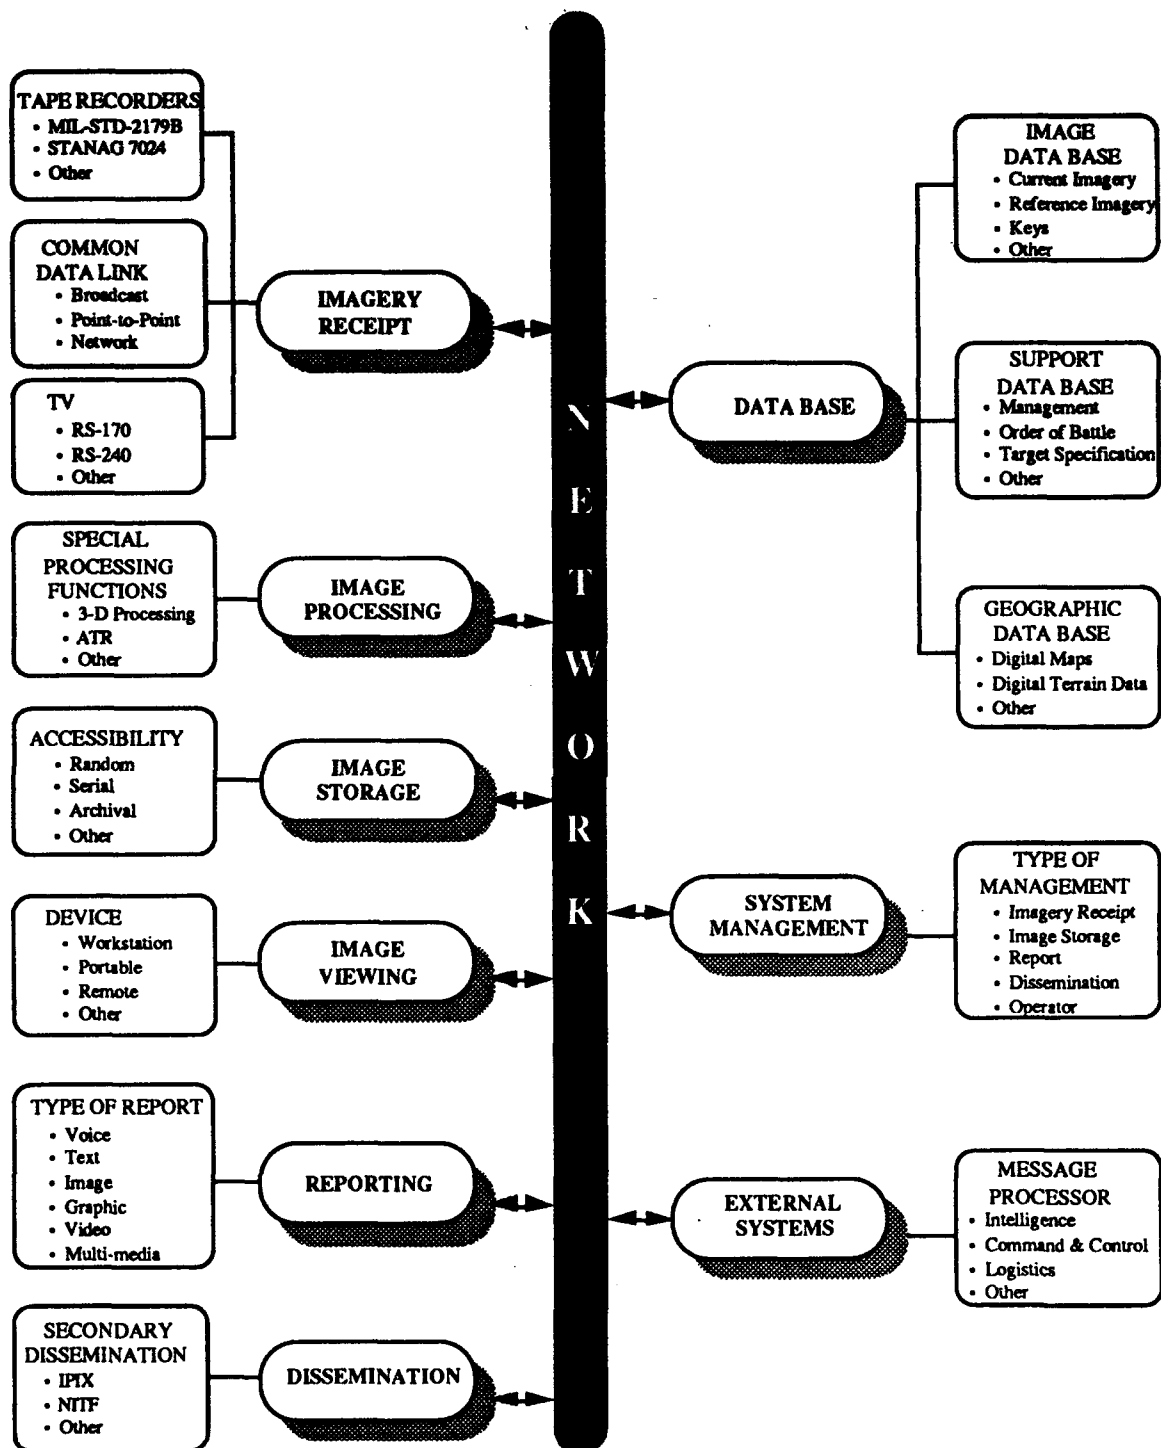 TAPE RECORDERS
• MIL-STD-2179B
• STANAG 7024
• Other
COMMON
DATA LINK
• Broadcast
• Point-to-Point
• Network
TV
• RS-170
• RS-240
• Other
IMAGERY
RECEIPT
SPECIAL
PROCESSING
FUNCTIONS
• 3-D Processing
• ATR
• Other
IMAGE
PROCESSING
ACCESSIBILITY
• Random
• Serial
• Archival
• Other
IMAGE
STORAGE
DEVICE
• Workstation
• Portable
• Remote
• Other
IMAGE
VIEWING
TYPE OF REPORT
• Voice
• Text
• Image
• Graphic
• Video
• Multi-media
REPORTING
SECONDARY
DISSEMINATION
• IPIX
• NITF
• Other
DISSEMINATION
N
E
T
W
O
R
K
IMAGE
DATA BASE
• Current Imagery
• Reference Imagery
• Keys
• Other
DATA BASE
SUPPORT
DATA BASE
• Management
• Order of Battle
• Target Specification
• Other
GEOGRAPHIC
DATA BASE
• Digital Maps
• Digital Terrain Data
• Other
SYSTEM
MANAGEMENT
TYPE OF
MANAGEMENT
• Imagery Receipt
• Image Storage
• Report
• Dissemination
• Operator
EXTERNAL
SYSTEMS
MESSAGE
PROCESSOR
• Intelligence
• Command & Control
• Logistics
• Other